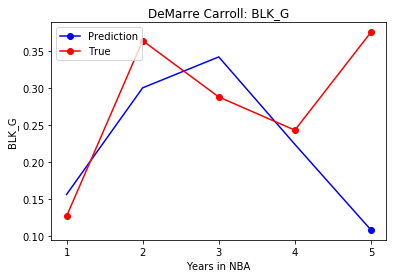 DeMarre Carroll: BLK_G
Prediction
True
0.35
0.30
0.25
0.20
0.15
0.10
BLK_G
1 2 3 4 5
Years in NBA